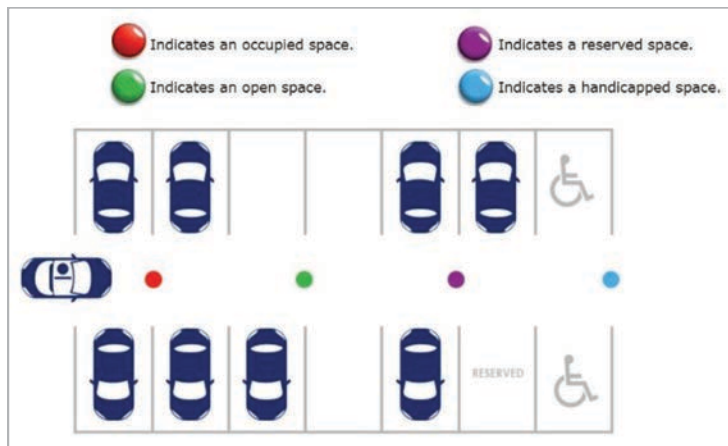 Indicates an occupied space.
Indicates a reserved space.
Indicates an open space.
Indicates a handicapped space.
RESERVED